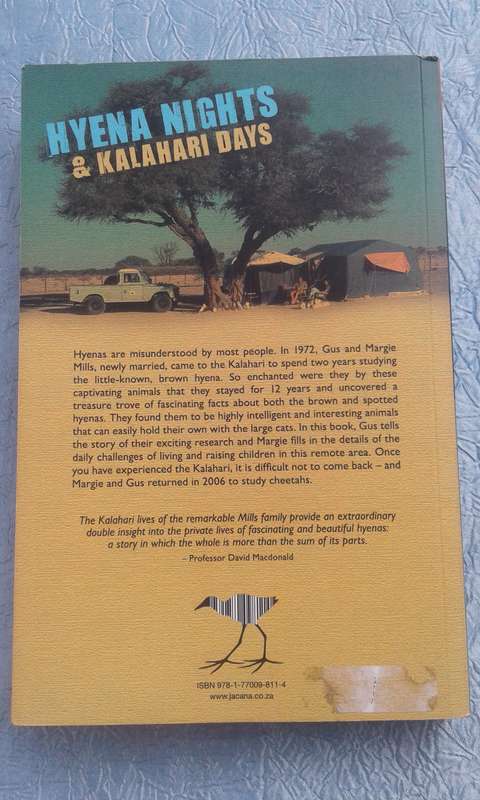 HYENA NIGHTS
& KALAHARI DAYS
Hyenas are misunderstood by most people. In 1972, Gus and Margie
Mills, newly married, came to the Kalahari to spend two years studying
the little-known, brown hyena. So enchanted were they by these
captivating animals that they stayed for 12 years and uncovered a
treasure trove of fascinating facts about both the brown and spotted
hyenas. They found them to be highly intelligent and interesting animals
that can easily hold their own with the large cats. In this book, Gus tells
the story of their exciting research and Margie fills in the details of the
daily challenges of living and raising children in this remote area. Once
you have experienced the Kalahari, it is difficult not to come back – and
Margie and Gus returned in 2006 to study cheetahs.
The Kalahari lives of the remarkable Mills family provide an extraordinary
double insight into the private lives of fascinating and beautiful hyenas:
a story in which the whole is more than the sum of its parts.
– Professor David Macdonald
ISBN 978-1-77009-811-4
www.jacana.co.za